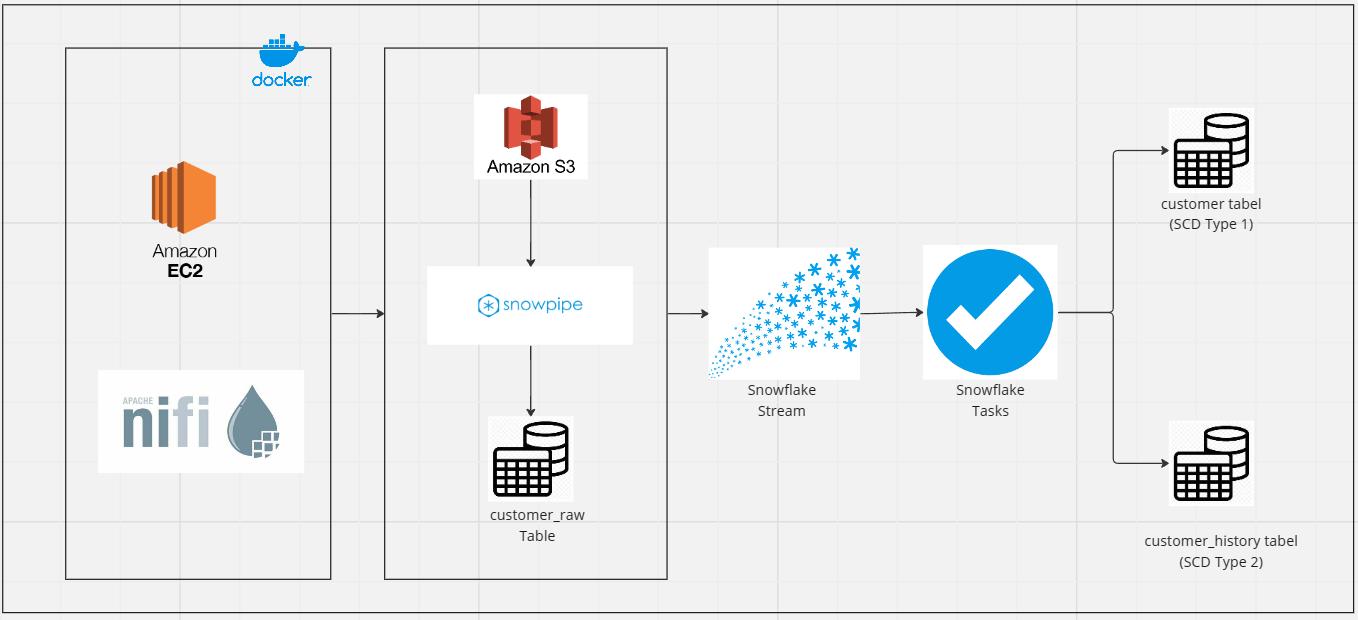 docker
Amazon
EC2
APACHE
nifi
Amazon S3
snowpipe
customer_raw
Table
Snowflake
Stream
Snowflake
Tasks
customer tabel
(SCD Type 1)
customer_history tabel
(SCD Type 2)